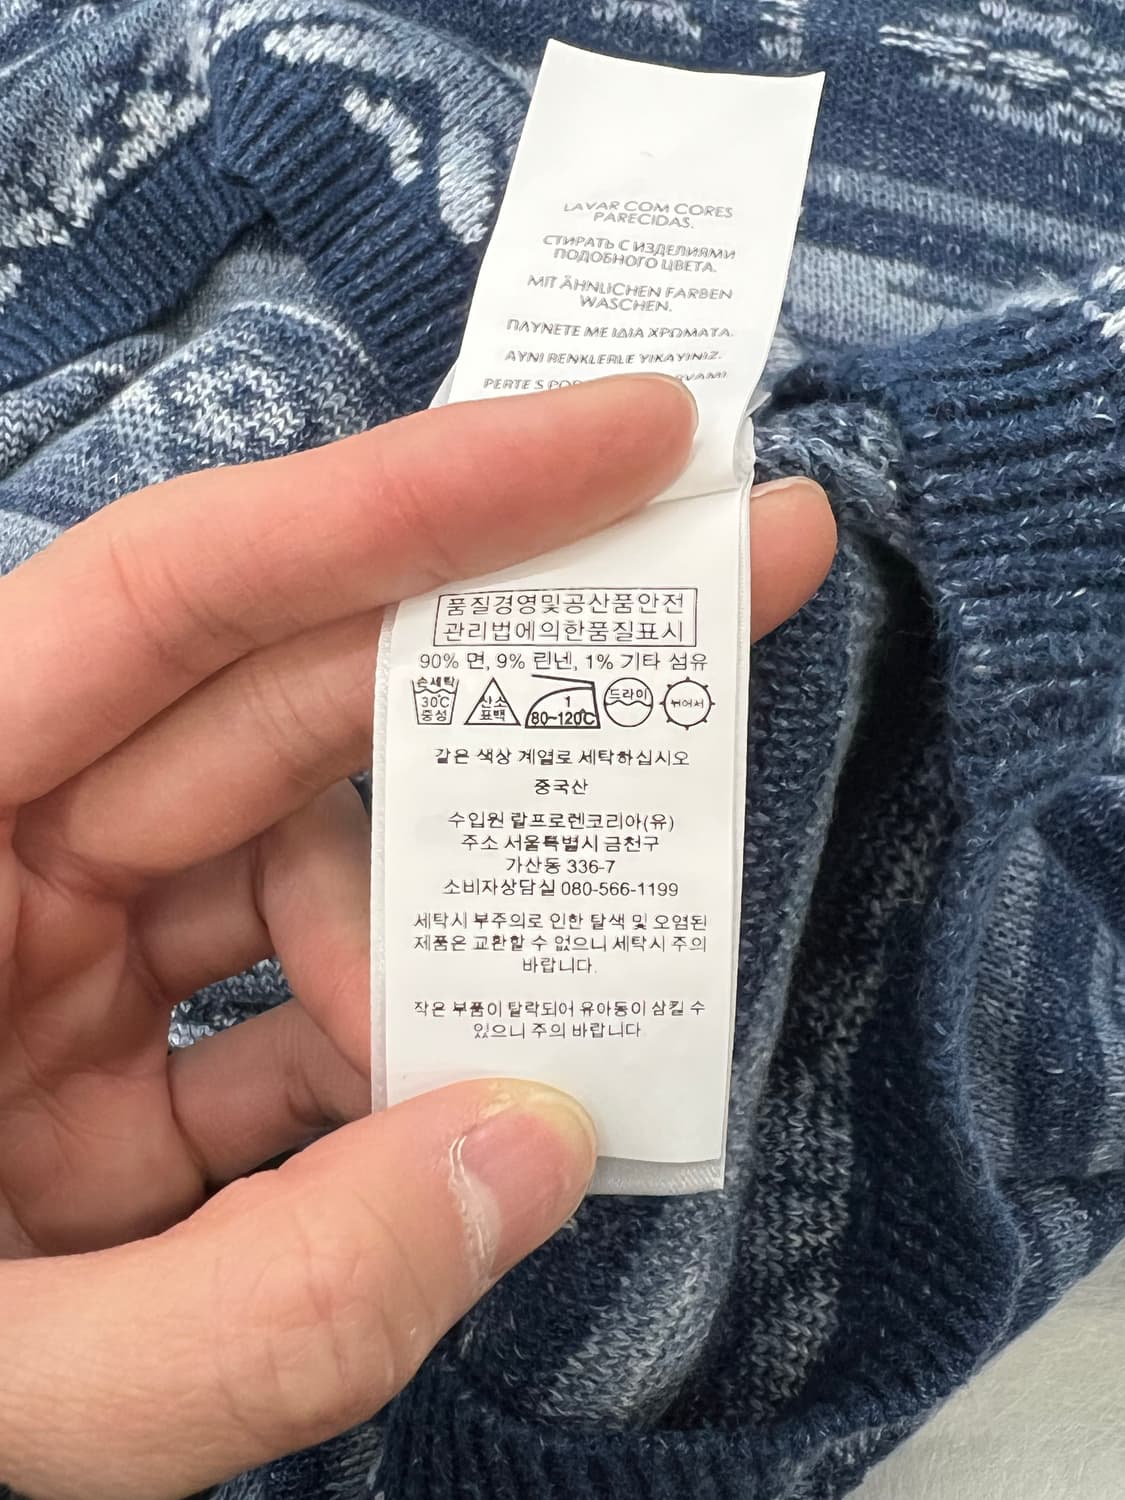 LAVAR COM CORES
PARECIDAS.
СТИРАТЬ С ИЗДЕЛИЯМИ
ПОДОБНОГО ЦВЕТА.
MIT ÄHNLICHEN FARBEN
WASCHEN.
ΠΛΥΝΕΤΕ ΜΕ ΙΔΙΑ ΧΡΩΜΑΤΑ.
AYNI RENKLERLE YIKAYINIZ.
PERTE S
품질경영및공산품안전
관리법에의한품질표시
90% 면, 9% 린넨, 1% 기타 섬유
손세탁
30℃
중성
산소
표백
1
80~120℃
드라이
뉘어서
같은 색상 계열로 세탁하십시오
중국산
수입원 랄프로렌코리아(유)
주소 서울특별시 금천구
가산동 336-7
소비자상담실 080-566-1199
세탁시 부주의로 인한 탈색 및 오염된
제품은 교환할 수 없으니 세탁시 주의
바랍니다.
작은 부품이 탈락되어 유아동이 삼킬 수
있으니 주의 바랍니다